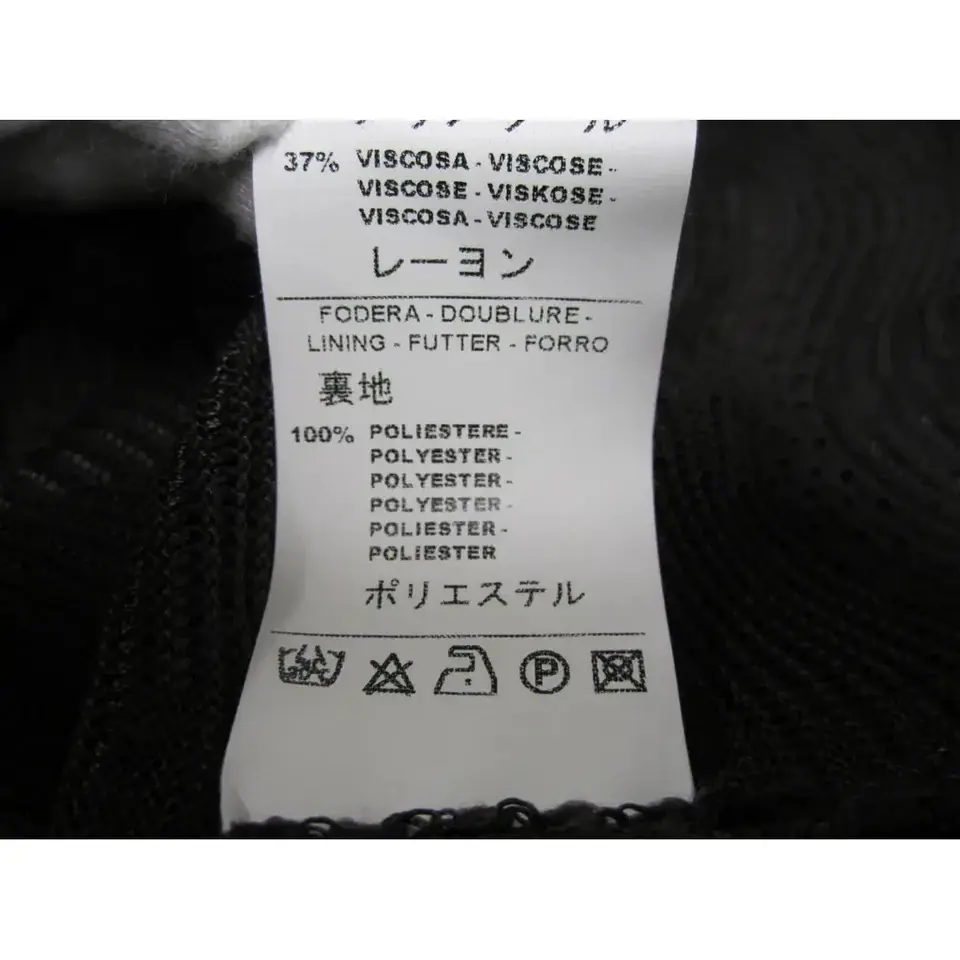 37% VISCOSA - VISCOSE -
VISCOSE - VISKOSE -
VISCOSA - VISCOSE
レーヨン
FODERA - DOUBLURE -
LINING - FUTTER - FORRO
裏地
100% POLIESTERE -
POLYESTER -
POLYESTER -
POLYESTER -
POLIESTER -
POLIESTER
ポリエステル
P